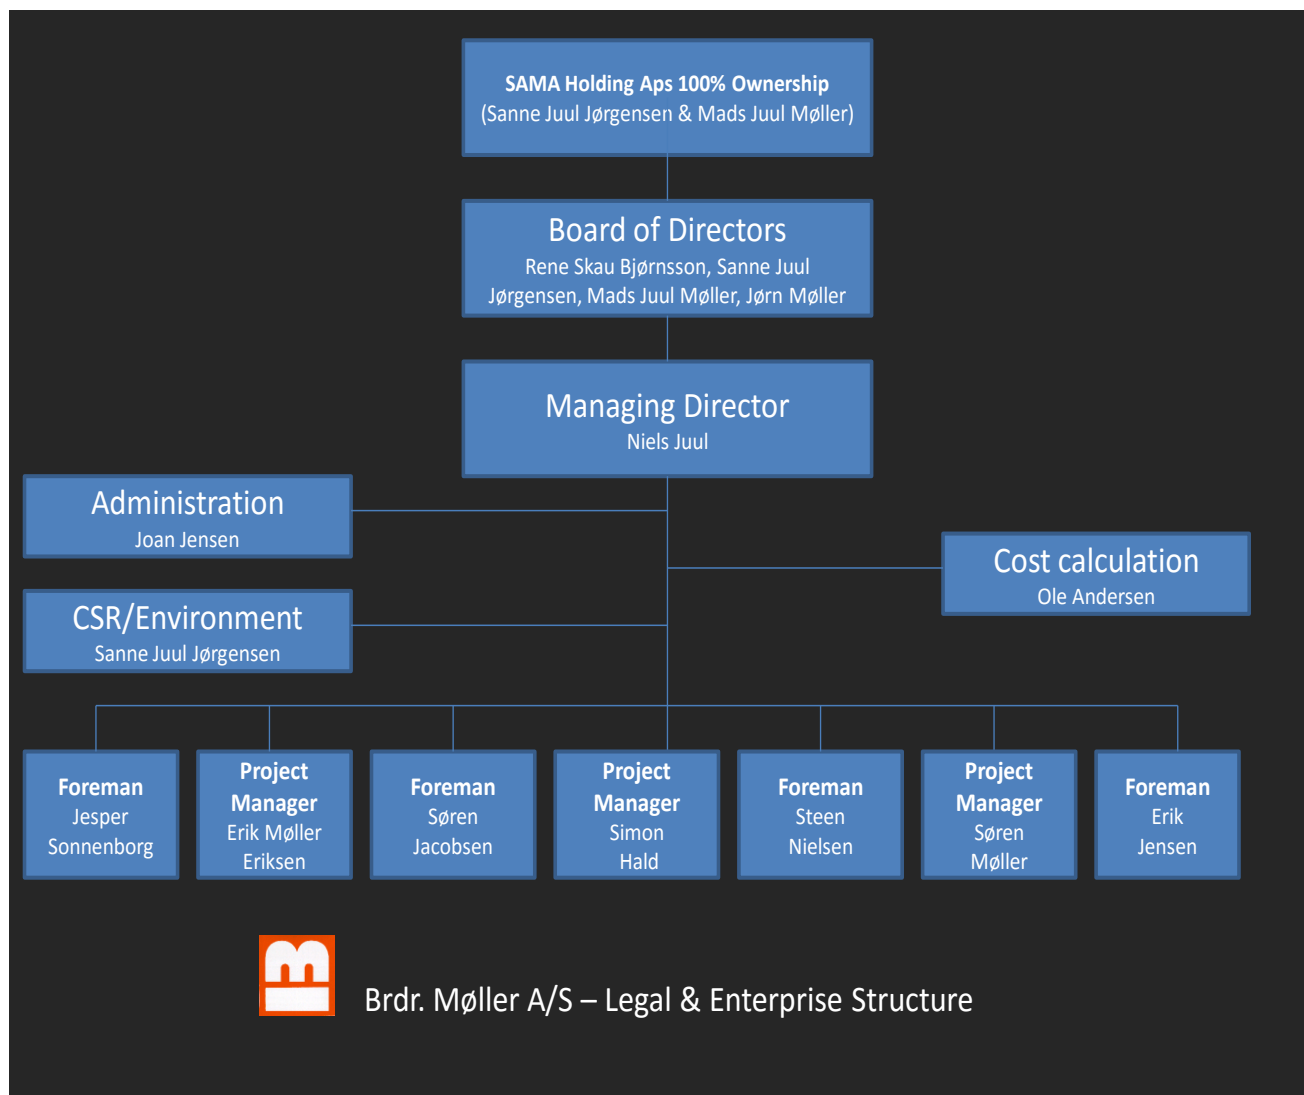 SAMA Holding Aps 100% Ownership
(Sanne Juul Jørgensen & Mads Juul Møller)
Board of Directors
Rene Skau Bjørnsson, Sanne Juul
Jørgensen, Mads Juul Møller, Jørn Møller
Managing Director
Niels Juul
Administration
Joan Jensen
Cost calculation
Ole Andersen
CSR/Environment
Sanne Juul Jørgensen
Foreman
Jesper
Sonnenborg
Project
Manager
Erik Møller
Eriksen
Foreman
Søren
Jacobsen
Project
Manager
Simon
Hald
Foreman
Steen
Nielsen
Project
Manager
Søren
Møller
Foreman
Erik
Jensen
Brdr. Møller A/S – Legal & Enterprise Structure